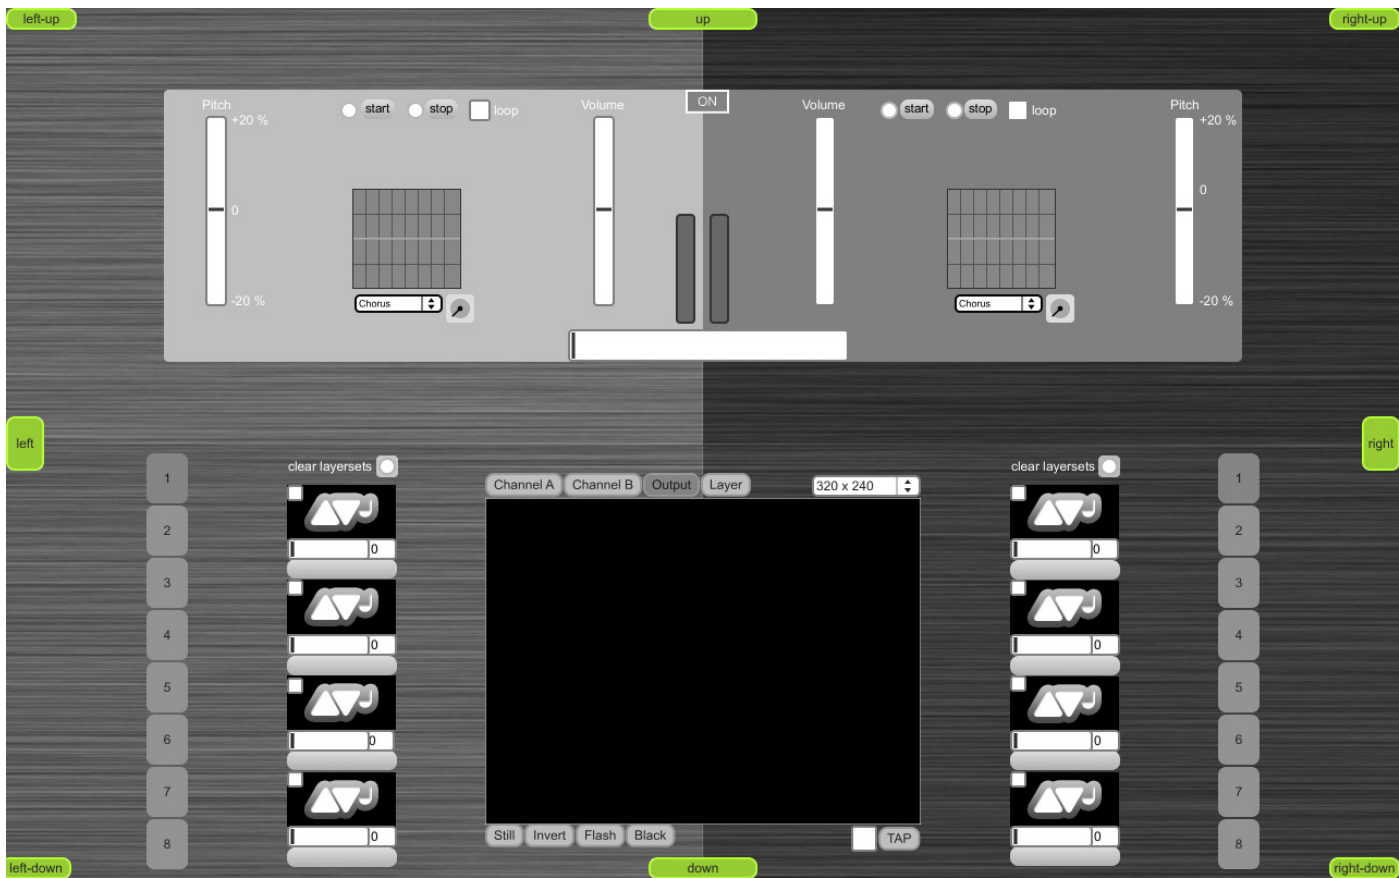 left-up
up
right-up
Pitch
start
stop
loop
Volume
ON
Volume
start
stop
loop
Pitch
+20 %
+20 %
0
0
-20 %
-20 %
Chorus
Chorus
left
right
clear layersets
clear layersets
Channel A
Channel B
Output
Layer
320 x 240
1
2
3
4
5
6
7
8
0
0
0
0
0
0
0
0
1
2
3
4
5
6
7
8
Still
Invert
Flash
Black
TAP
left-down
down
right-down